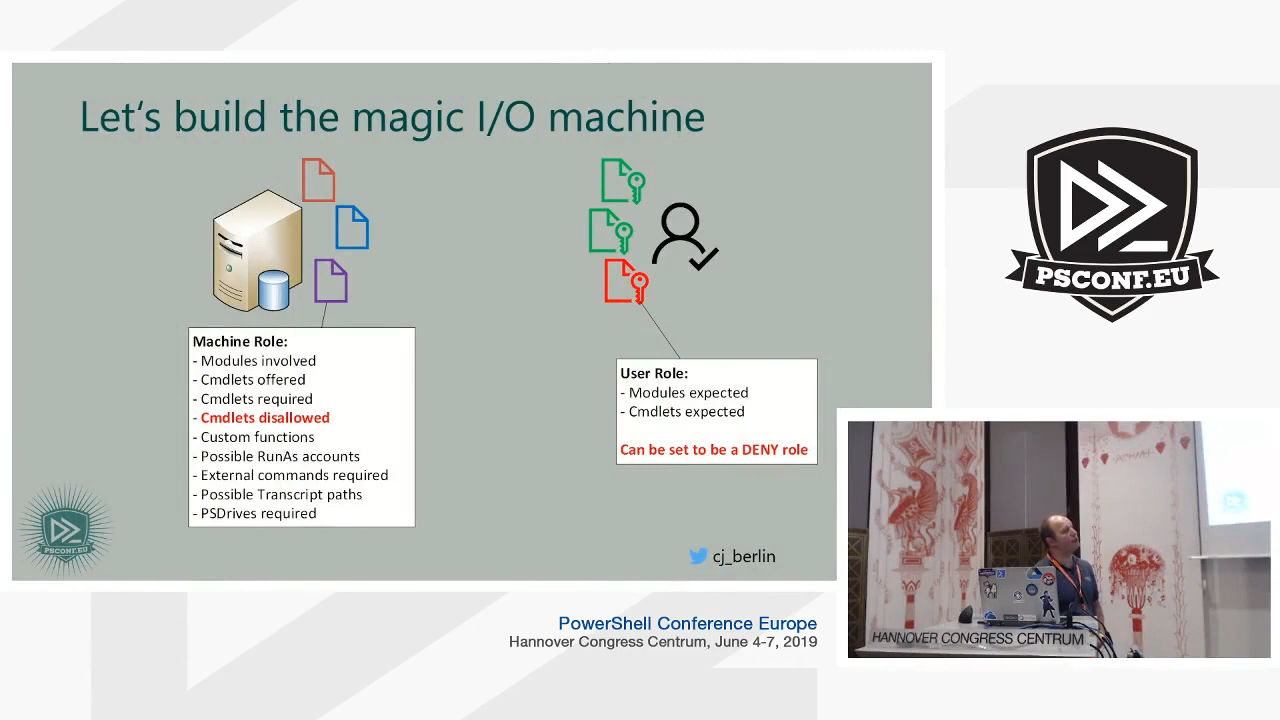 Let's build the magic I/O machine
Machine Role:
- Modules involved
- Cmdlets offered
- Cmdlets required
- Cmdlets disallowed
- Custom functions
- Possible RunAs accounts
- External commands required
- Possible Transcript paths
- PSDrives required
User Role:
- Modules expected
- Cmdlets expected
Can be set to be a DENY role
PSCONF.EU
cj_berlin
PSCONF.EU
HANNOVER CONGRESS CENTRUM
PowerShell Conference Europe
Hannover Congress Centrum, June 4-7, 2019